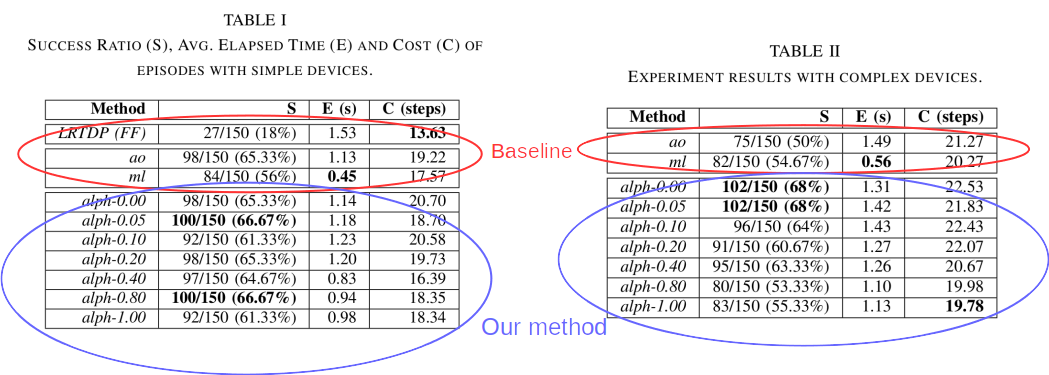 TABLE I
SUCCESS RATIO (S), AVG. ELAPSED TIME (E) AND COST (C) OF
EPISODES WITH SIMPLE DEVICES.
Method S E (s) C (steps)
LRTDP (FF) 27/150 (18%) 1.53 13.63
ao 98/150 (65.33%) 1.13 19.22
ml 84/150 (56%) 0.45 17.57
alph-0.00 98/150 (65.33%) 1.14 20.70
alph-0.05 100/150 (66.67%) 1.18 18.70
alph-0.10 92/150 (61.33%) 1.23 20.58
alph-0.20 98/150 (65.33%) 1.20 19.73
alph-0.40 97/150 (64.67%) 0.83 16.39
alph-0.80 100/150 (66.67%) 0.94 18.35
alph-1.00 92/150 (61.33%) 0.98 18.34
Baseline
Our method
TABLE II
EXPERIMENT RESULTS WITH COMPLEX DEVICES.
Method S E (s) C (steps)
ao 75/150 (50%) 1.49 21.27
ml 82/150 (54.67%) 0.56 20.27
alph-0.00 102/150 (68%) 1.31 22.53
alph-0.05 102/150 (68%) 1.42 21.83
alph-0.10 96/150 (64%) 1.43 22.43
alph-0.20 91/150 (60.67%) 1.27 22.07
alph-0.40 95/150 (63.33%) 1.26 20.67
alph-0.80 80/150 (53.33%) 1.10 19.98
alph-1.00 83/150 (55.33%) 1.13 19.78